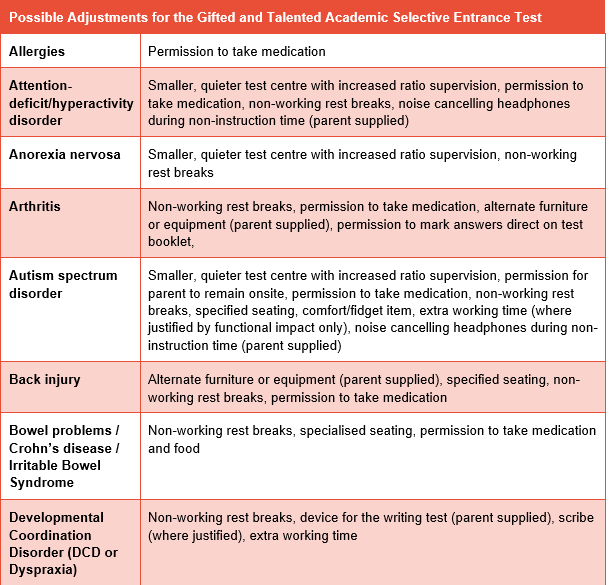 Possible Adjustments for the Gifted and Talented Academic Selective Entrance Test
Allergies
Permission to take medication
Attention-
deficit/hyperactivity
disorder
Smaller, quieter test centre with increased ratio supervision, permission to
take medication, non-working rest breaks, noise cancelling headphones
during non-instruction time (parent supplied)
Anorexia nervosa
Smaller, quieter test centre with increased ratio supervision, non-working
rest breaks
Arthritis
Non-working rest breaks, permission to take medication, alternate furniture
or equipment (parent supplied), permission to mark answers direct on test
booklet,
Autism spectrum
disorder
Smaller, quieter test centre with increased ratio supervision, permission for
parent to remain onsite, permission to take medication, non-working rest
breaks, specified seating, comfort/fidget item, extra working time (where
justified by functional impact only), noise cancelling headphones during non-
instruction time (parent supplied)
Back injury
Alternate furniture or equipment (parent supplied), specified seating, non-
working rest breaks, permission to take medication
Bowel problems /
Crohn's disease /
Irritable Bowel
Syndrome
Non-working rest breaks, specialised seating, permission to take medication
and food
Developmental
Coordination
Disorder (DCD or
Dyspraxia)
Non-working rest breaks, device for the writing test (parent supplied), scribe
(where justified), extra working time